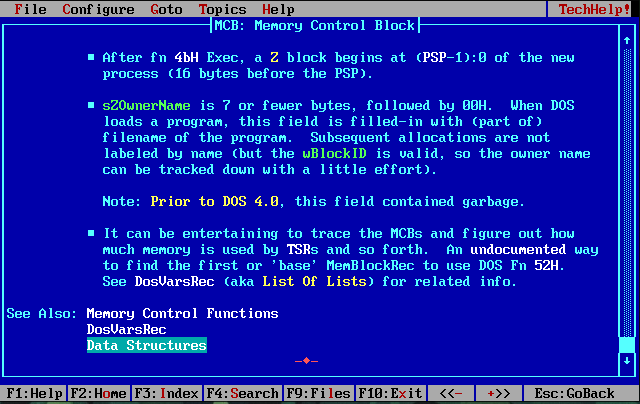 File Configure Goto Topics Help TechHelp!
MCB: Memory Control Block
■ After fn 4bH Exec, a Z block begins at (PSP-1):0 of the new
process (16 bytes before the PSP).
■ sZOwnerName is 7 or fewer bytes, followed by 00H. When DOS
loads a program, this field is filled-in with (part of)
filename of the program. Subsequent allocations are not
labeled by name (but the wBlockID is valid, so the owner name
can be tracked down with a little effort).
Note: Prior to DOS 4.0, this field contained garbage.
■ It can be entertaining to trace the MCBs and figure out how
much memory is used by TSRs and so forth. An undocumented way
to find the first or 'base' MemBlockRec to use DOS Fn 52H.
See DosVarsRec (aka List Of Lists) for related info.
See Also: Memory Control Functions
DosVarsRec
Data Structures
F1:Help F2:Home F3:Index F4:Search F9:Files F10:Exit <<- +>> Esc:GoBack